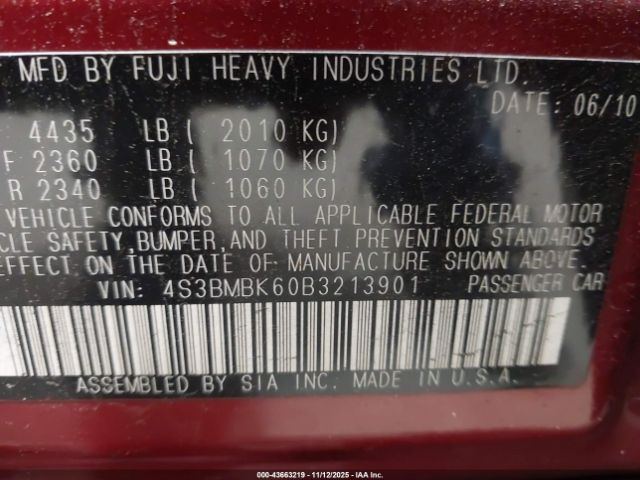 MFD BY FUJI HEAVY INDUSTRIES LTD.
DATE: 06/10
4435 LB ( 2010 KG)
F 2360 LB ( 1070 KG)
R 2340 LB ( 1060 KG)
VEHICLE CONFORMS TO ALL APPLICABLE FEDERAL MOTOR
CLE SAFETY,BUMPER,AND THEFT PREVENTION STANDARDS
EFFECT ON THE DATE OF MANUFACTURE SHOWN ABOVE.
VIN: 4S3BMBK60B3213901 PASSENGER CAR
ASSEMBLED BY SIA INC. MADE IN U.S.A.
000-43663219 - 11/12/2025 - IAA Inc.